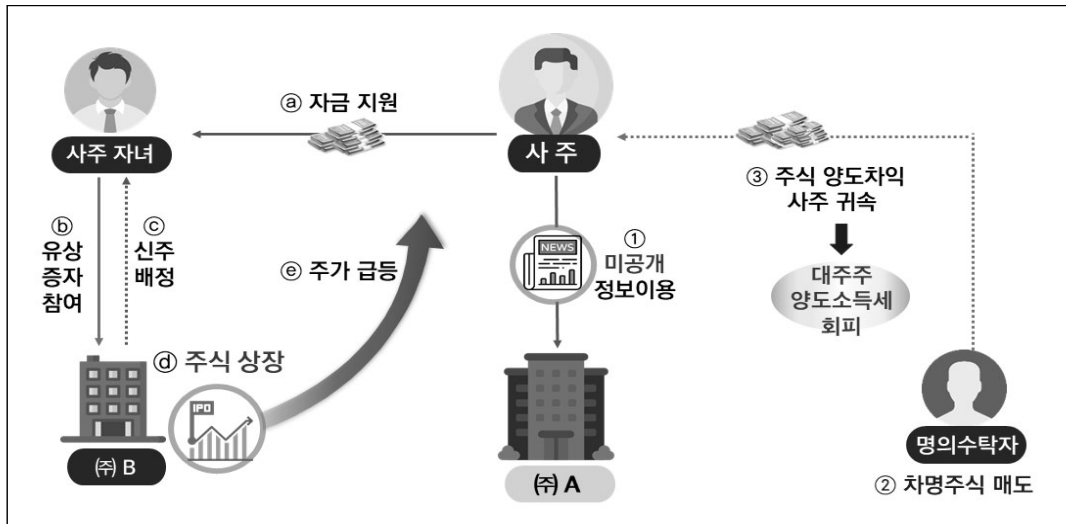 ⓐ 자금 지원
사주 자녀
사 주
③ 주식 양도차익
사주 귀속
ⓑ
유상
증자
참여
ⓒ
신주
배정
ⓔ 주가 급등
NEWS
①
미공개
정보이용
대주주
양도소득세
회피
ⓓ 주식 상장
IPO
㈜ B
㈜ A
명의수탁자
② 차명주식 매도